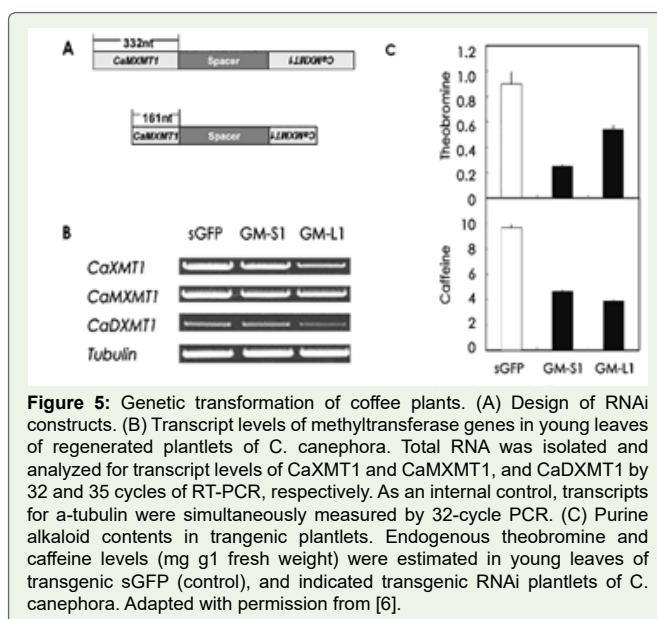 A
332nt
CaMXMT1 Spacer CaMXMT1
161nt
CaMXMT1 Spacer CaMXMT1
B
sGFP GM-S1 GM-L1
CaXMT1
CaMXMT1
CaDXMT1
Tubulin
C
Theobromine
1.2
1.0
0.8
0.6
0.4
0.2
0
Caffeine
10
8
6
4
2
0
sGFP GM-S1 GM-L1
Figure 5: Genetic transformation of coffee plants. (A) Design of RNAi
constructs. (B) Transcript levels of methyltransferase genes in young leaves
of regenerated plantlets of C. canephora. Total RNA was isolated and
analyzed for transcript levels of CaXMT1 and CaMXMT1, and CaDXMT1 by
32 and 35 cycles of RT-PCR, respectively. As an internal control, transcripts
for a-tubulin were simultaneously measured by 32-cycle PCR. (C) Purine
alkaloid contents in trangenic plantlets. Endogenous theobromine and
caffeine levels (mg g1 fresh weight) were estimated in young leaves of
transgenic sGFP (control), and indicated transgenic RNAi plantlets of C.
canephora. Adapted with permission from [6].